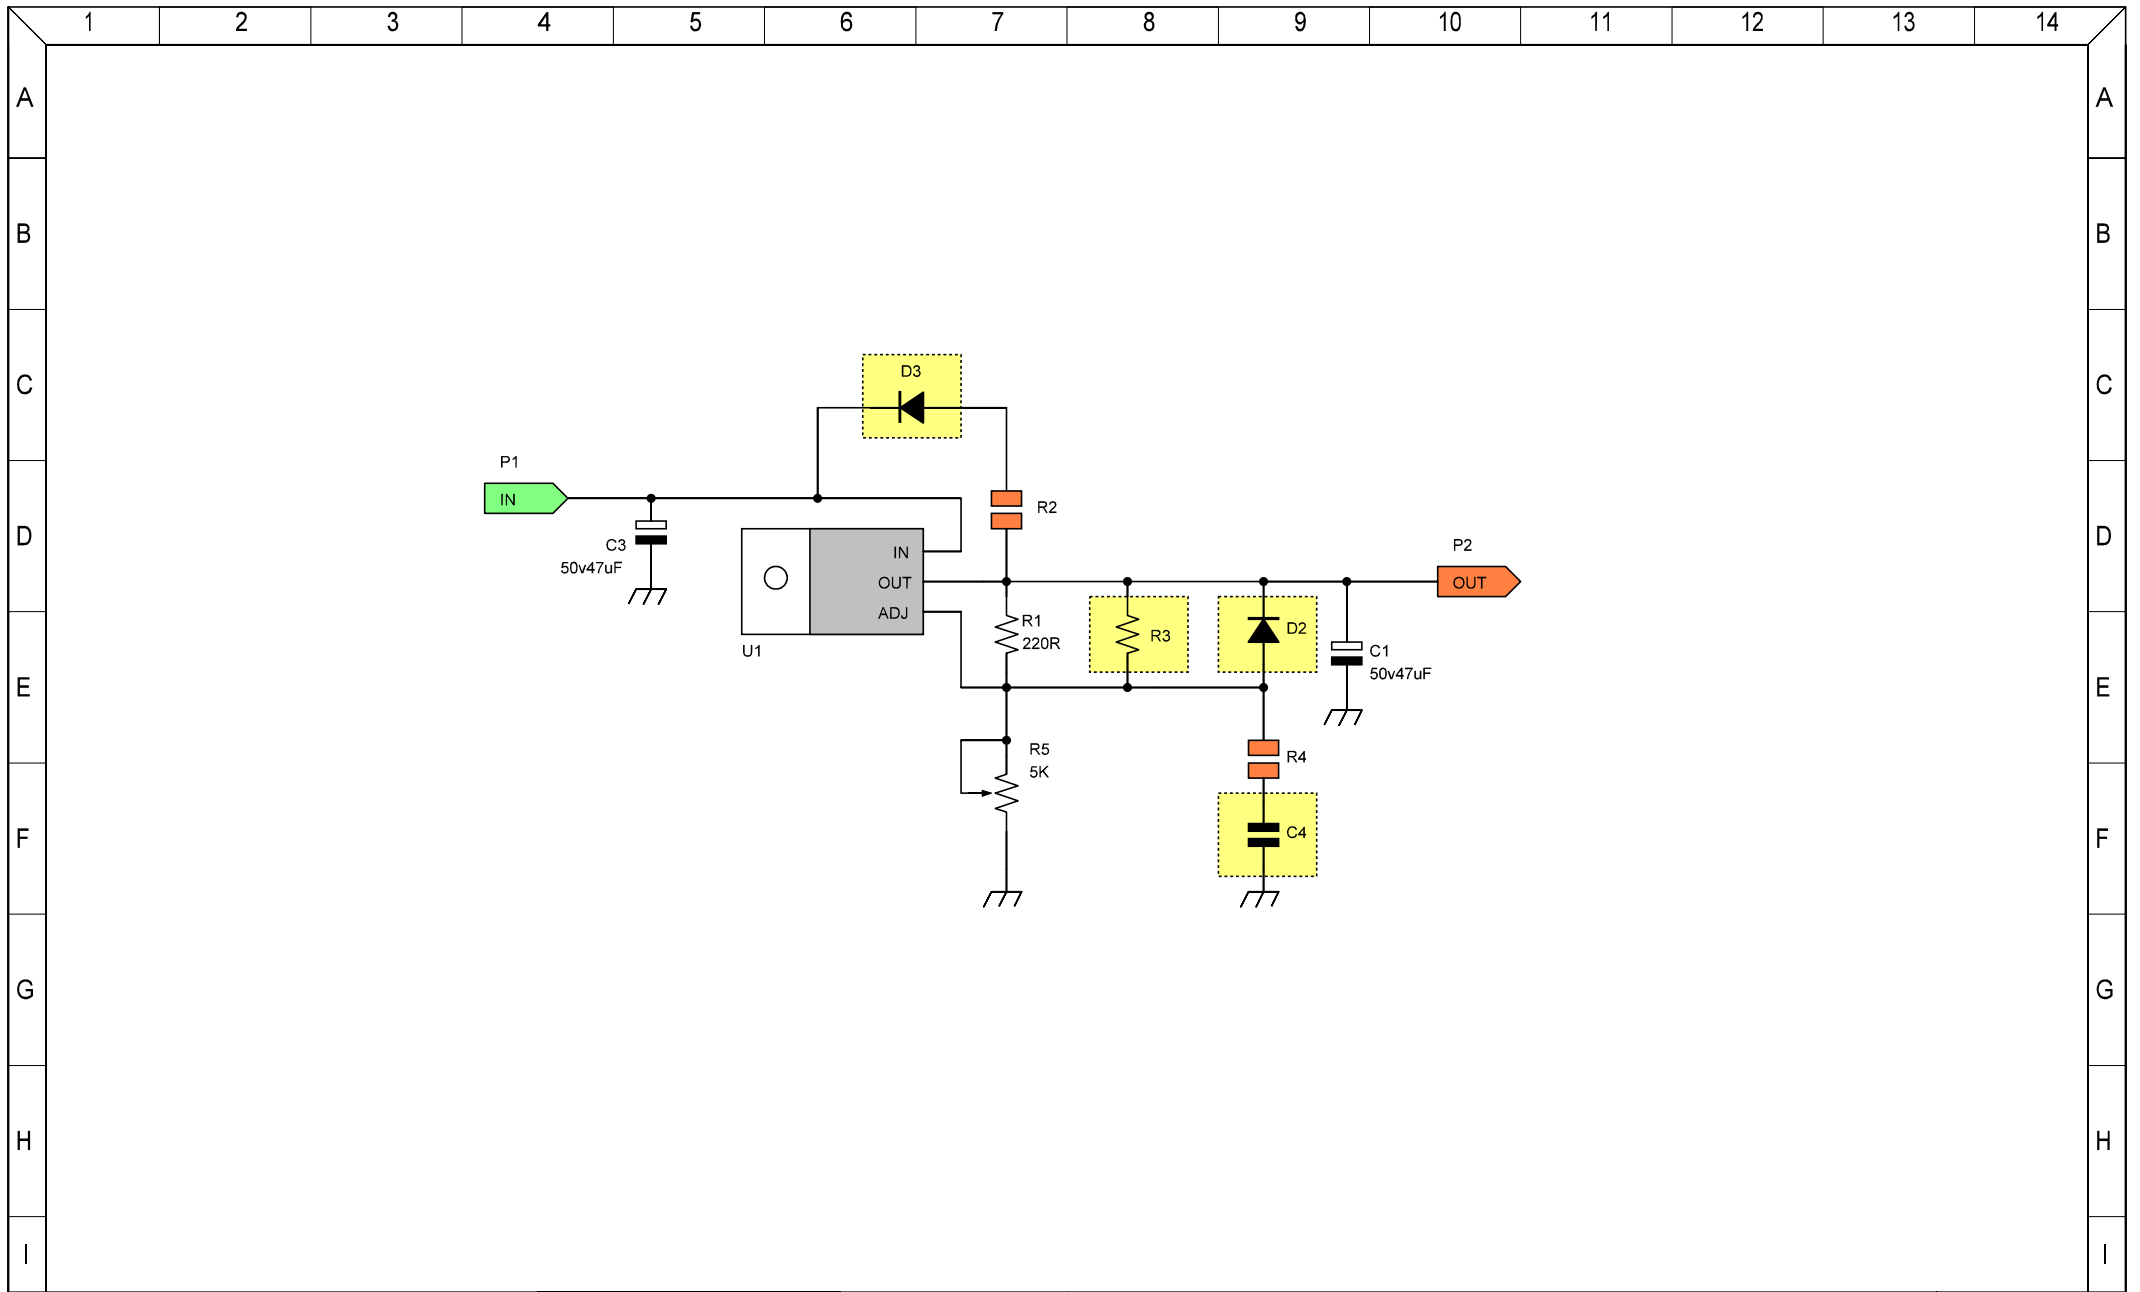 1 2 3 4 5 6 7 8 9 10 11 12 13 14
A A
B B
C C
D3
P1
IN
R2
D D
C3
50v47uF
IN
OUT
ADJ
U1
P2
OUT
R1
220R
R3
D2
C1
50v47uF
E E
R5
5K
R4
C4
F F
G G
H H
I I